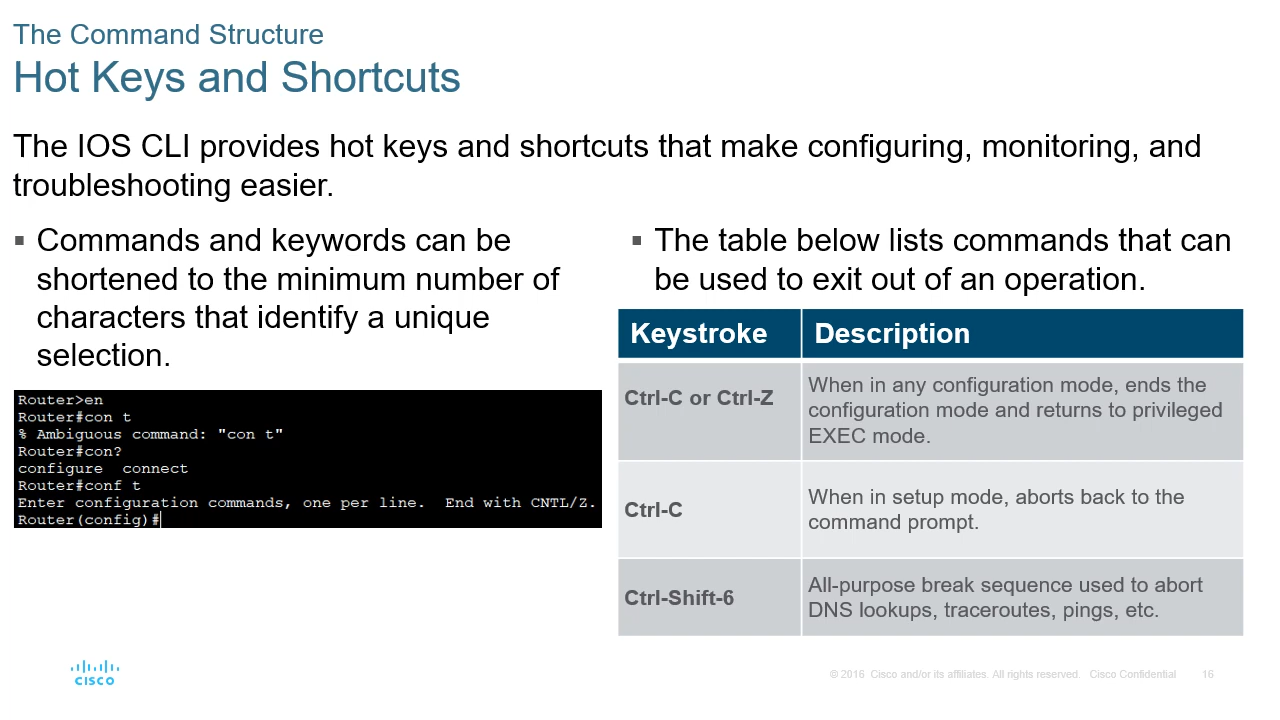 The Command Structure
Hot Keys and Shortcuts
The IOS CLI provides hot keys and shortcuts that make configuring, monitoring, and
troubleshooting easier.
▪ Commands and keywords can be
shortened to the minimum number of
characters that identify a unique
selection.
Router>en
Router#con t
% Ambiguous command: "con t"
Router#con?
configure  connect
Router#conf t
Enter configuration commands, one per line.  End with CNTL/Z.
Router(config)#
▪ The table below lists commands that can
be used to exit out of an operation.
Keystroke Description
Ctrl-C or Ctrl-Z
When in any configuration mode, ends the
configuration mode and returns to privileged
EXEC mode.
Ctrl-C
When in setup mode, aborts back to the
command prompt.
Ctrl-Shift-6
All-purpose break sequence used to abort
DNS lookups, traceroutes, pings, etc.
CISCO
© 2016 Cisco and/or its affiliates. All rights reserved. Cisco Confidential 16